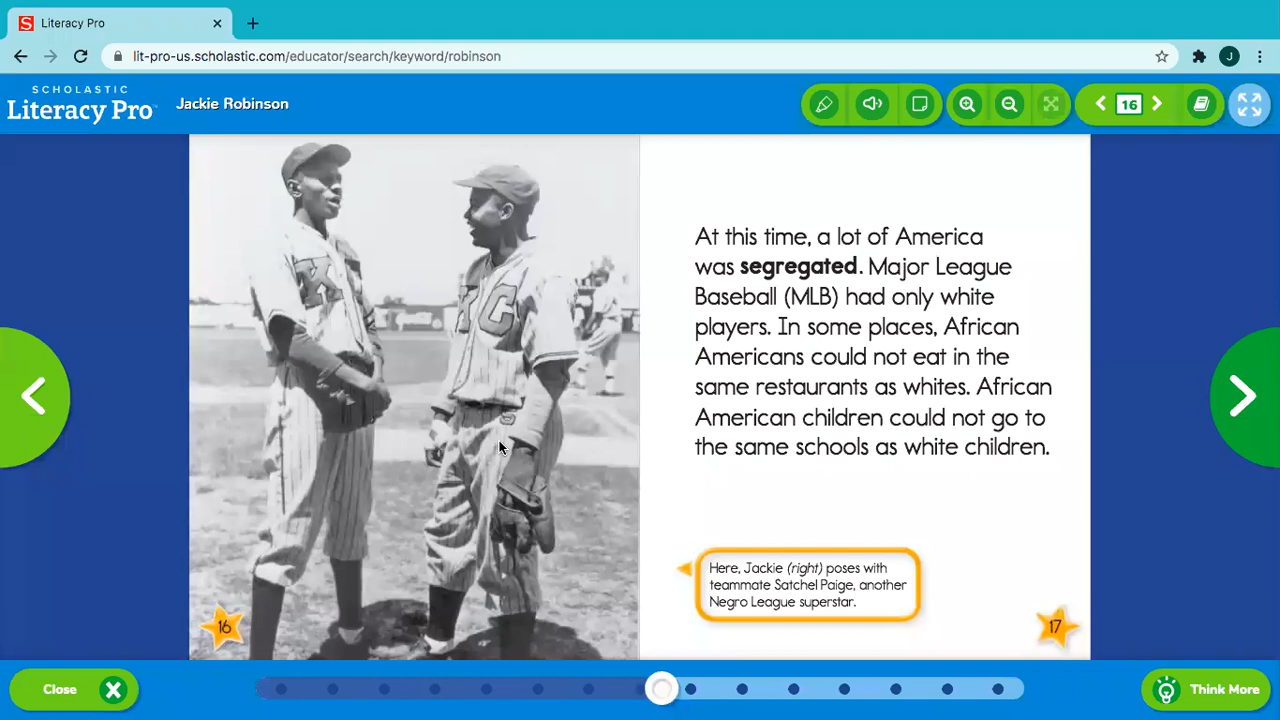 Literacy Pro
lit-pro-us.scholastic.com/educator/search/keyword/robinson
J
SCHOLASTIC
Literacy Pro
Jackie Robinson
16
KC
At this time, a lot of America
was segregated. Major League
Baseball (MLB) had only white
players. In some places, African
Americans could not eat in the
same restaurants as whites. African
American children could not go to
the same schools as white children.
Here, Jackie (right) poses with
teammate Satchel Paige, another
Negro League superstar.
16
17
Close
Think More